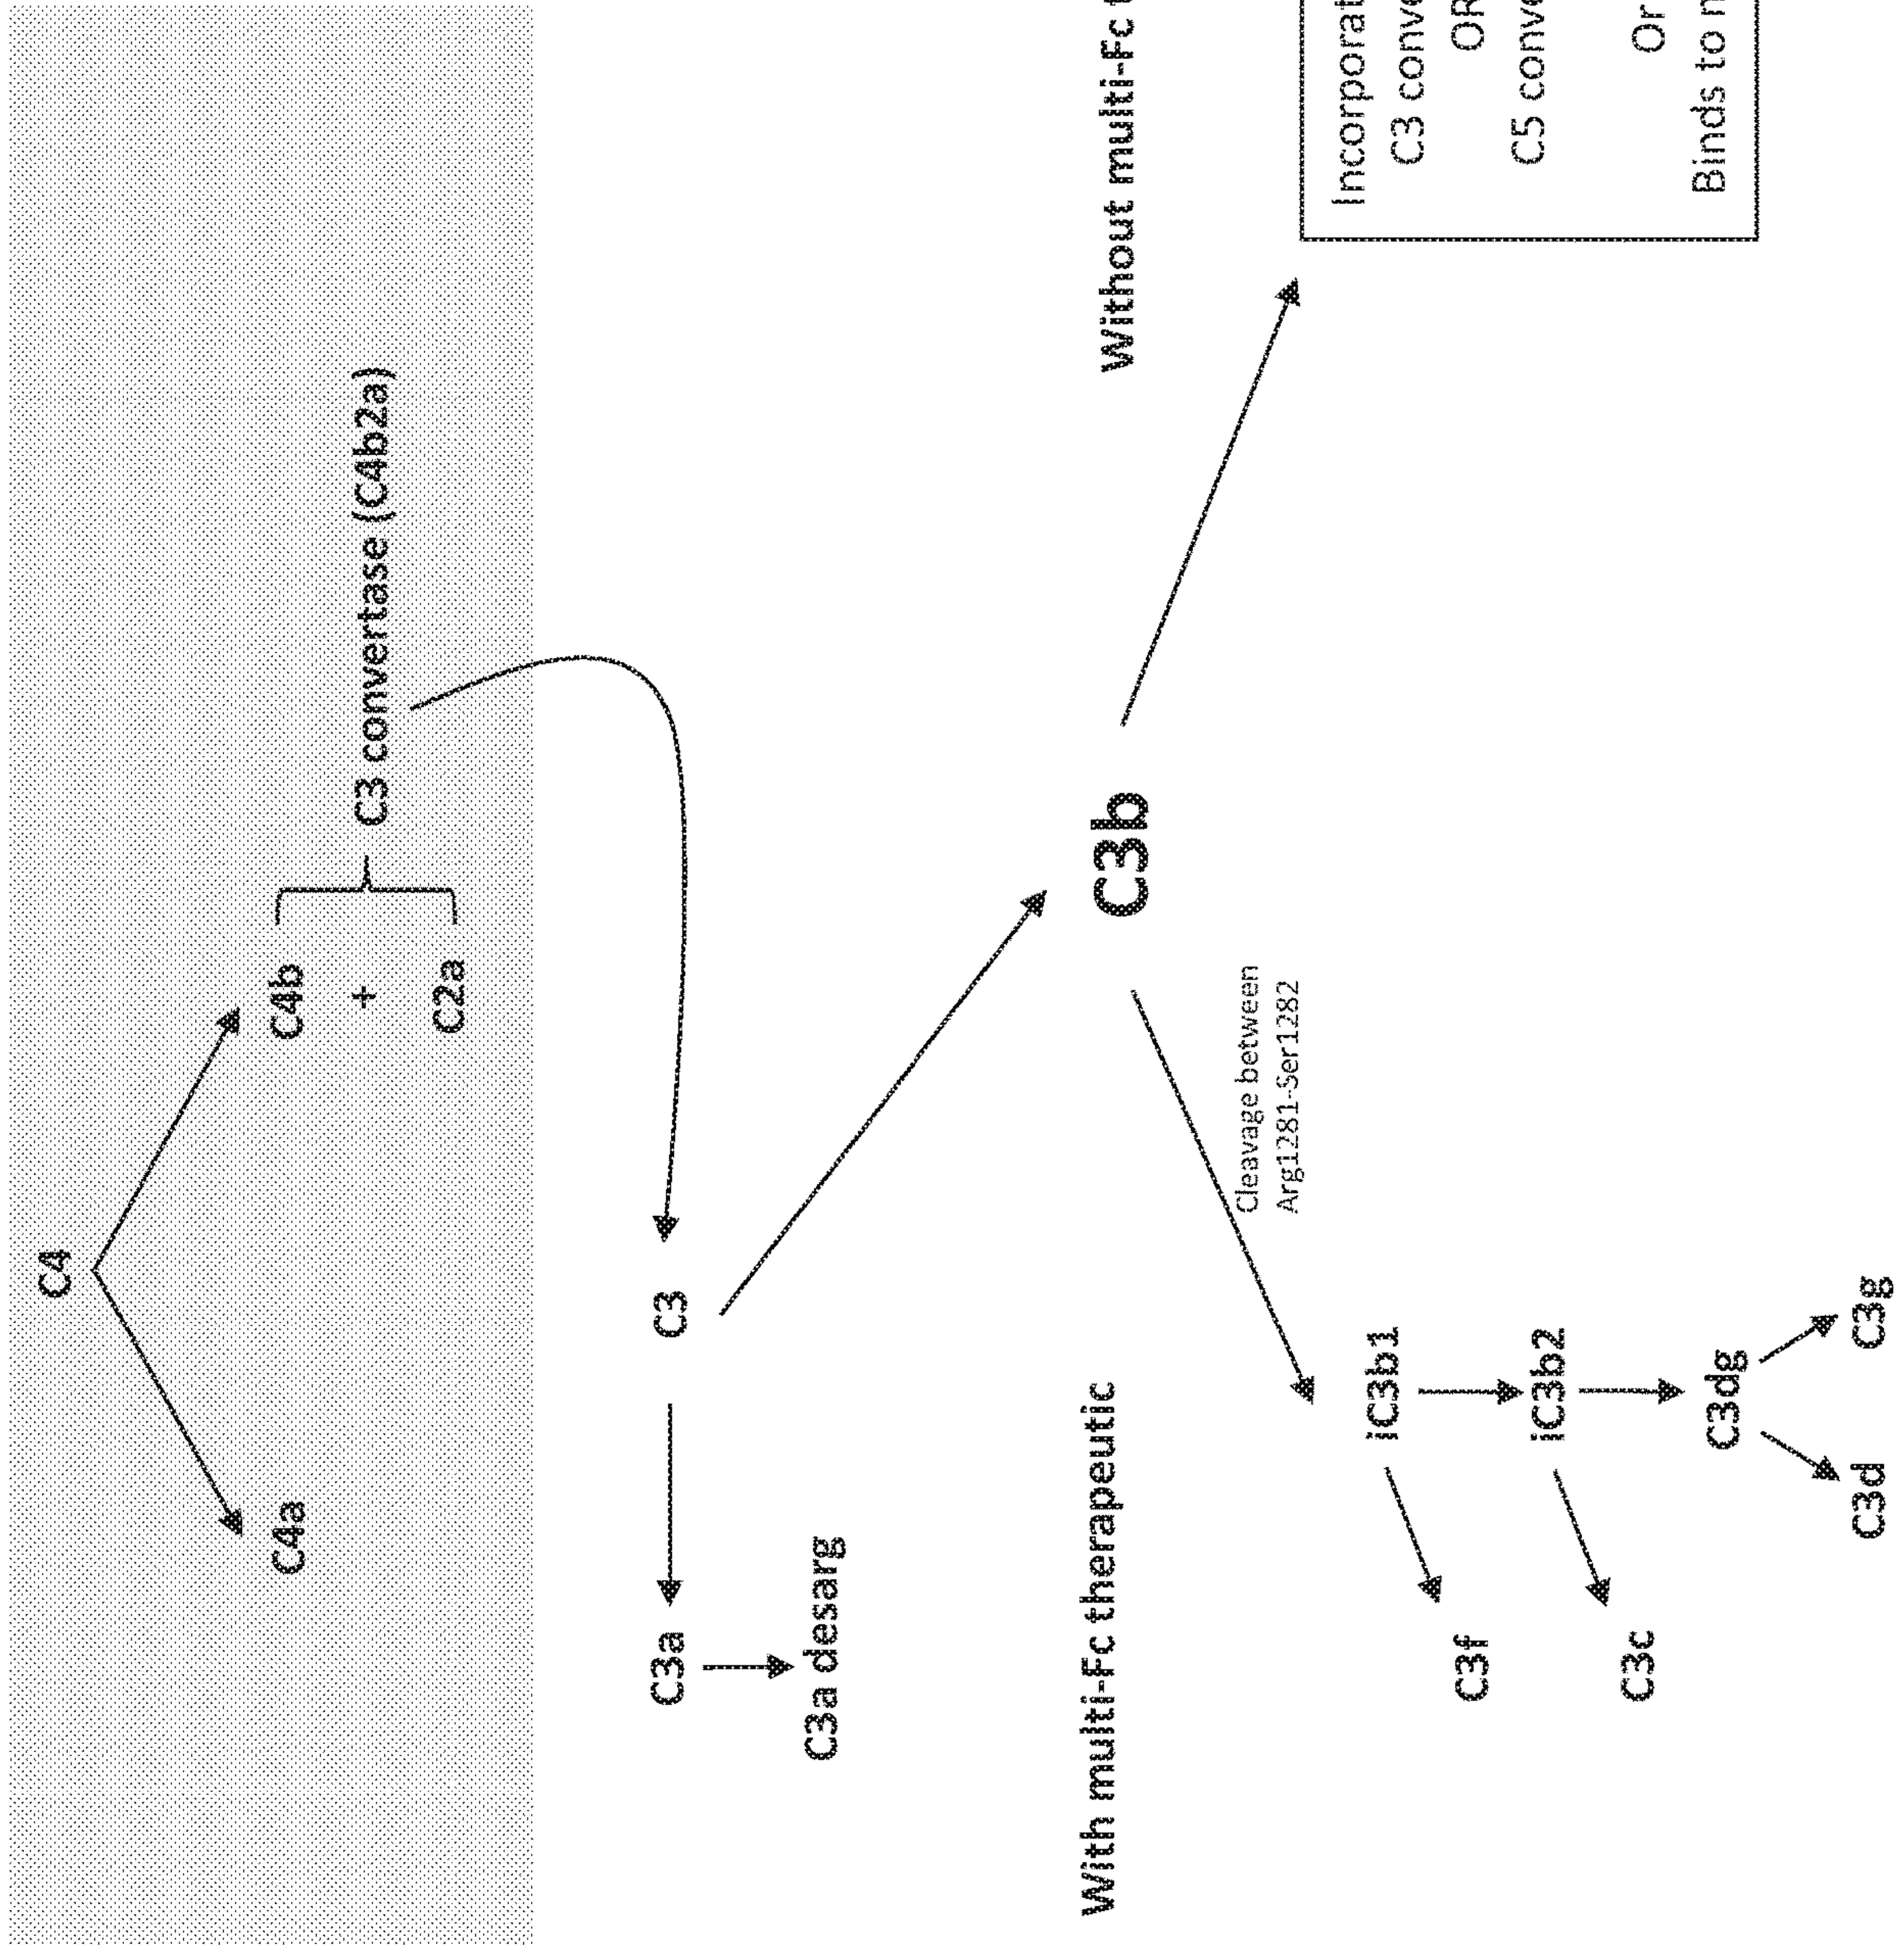 C4
C4a
C4b
+
C2a
C3 convertase (C4b2a)
C3a
C3
C3a desarg
With multi-Fc therapeutic
C3b
Without multi-Fc
Cleavage between
Arg1281-Ser1282
iC3b1
C3f
iC3b2
C3c
C3dg
C3d
C3g
Incorporat
C3 conve
OR
C5 conve
Or
Binds to